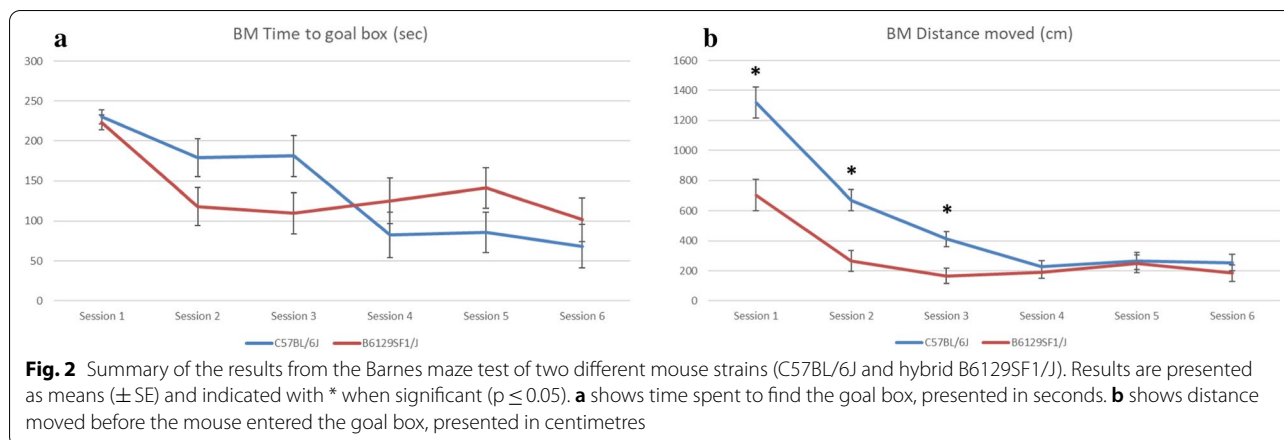 a
BM Time to goal box (sec)
300
250
200
150
100
50
0
Session 1 Session 2 Session 3 Session 4 Session 5 Session 6
C57BL/6J B6129SF1/J
b
BM Distance moved (cm)
1600
1400
1200
1000
800
600
400
200
0
*
*
*
Session 1 Session 2 Session 3 Session 4 Session 5 Session 6
C57BL/6J B6129SF1/J
Fig. 2 Summary of the results from the Barnes maze test of two different mouse strains (C57BL/6J and hybrid B6129SF1/J). Results are presented
as means (± SE) and indicated with * when significant (p ≤ 0.05). a shows time spent to find the goal box, presented in seconds. b shows distance
moved before the mouse entered the goal box, presented in centimetres